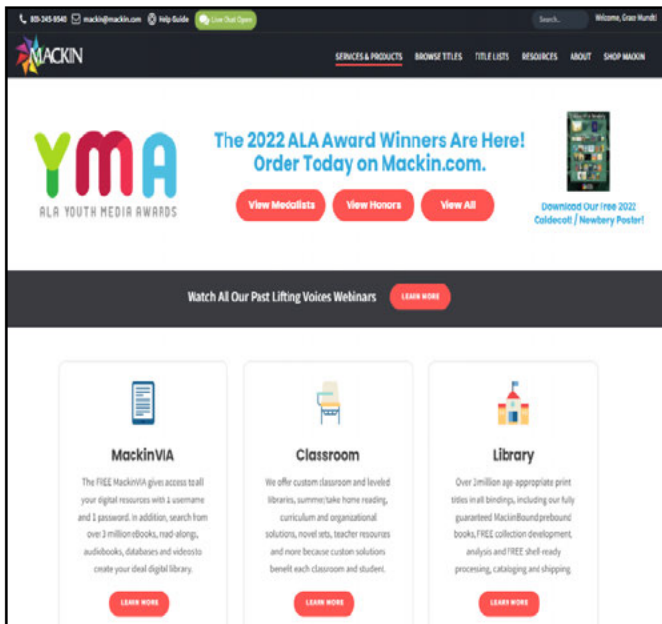 800-245-9540 mackin@mackin.com Help Guide Live Chat Open Search... Welcome, Grace Mundt!
MACKIN SERVICES & PRODUCTS BROWSE TITLES TITLE LISTS RESOURCES ABOUT SHOP MACKIN
YMA
ALA YOUTH MEDIA AWARDS
The 2022 ALA Award Winners Are Here!
Order Today on Mackin.com.
View Medalists View Honors View All
Download Our Free 2022
Caldecott / Newbery Poster!
Watch All Our Past Lifting Voices Webinars LEARN MORE
MackinVIA
The FREE MackinVIA gives access to all
your digital resources with 1 username
and 1 password. In addition, search from
over 3 million eBooks, read-alongs,
audiobooks, databases and videos to
create your ideal digital library.
LEARN MORE
Classroom
We offer custom classroom and leveled
libraries, summer/take home reading,
curriculum and organizational
solutions, novel sets, teacher resources
and more because custom solutions
benefit each classroom and student.
LEARN MORE
Library
Over 3 million age-appropriate print
titles in all bindings, including our fully
guaranteed MackinBound prebound
books, FREE collection development
analysis and FREE shelf-ready
processing, cataloging and shipping
LEARN MORE